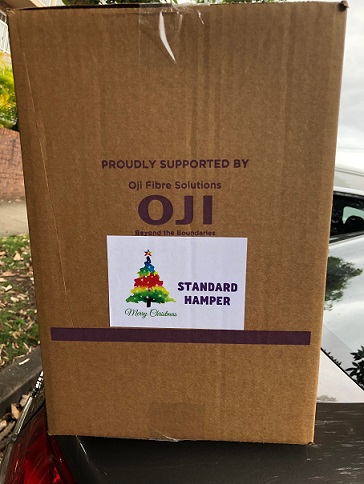 PROUDLY SUPPORTED BY
Oji Fibre Solutions
OJI
Beyond the Boundaries
STANDARD
HAMPER
Merry Christmas